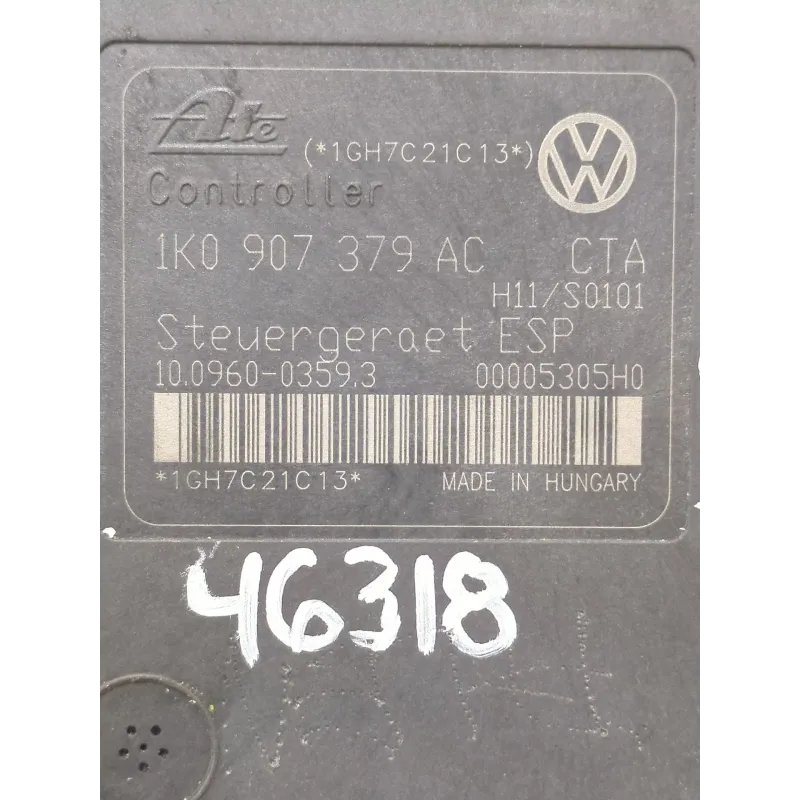 Ate (*1GH7C21C13*)
Controller
1K0 907 379 AC CTA
H11/S0101
Steuergeraet ESP
10.0960-0359.3 00005305H0
*1GH7C21C13* MADE IN HUNGARY
46318